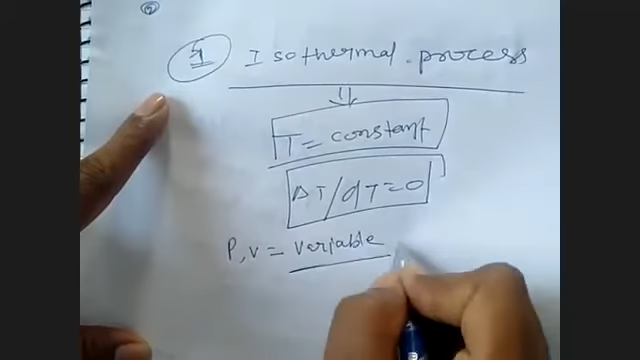 1 Isothermal process
T = constant
ΔT/dT=0
P,V = Variable